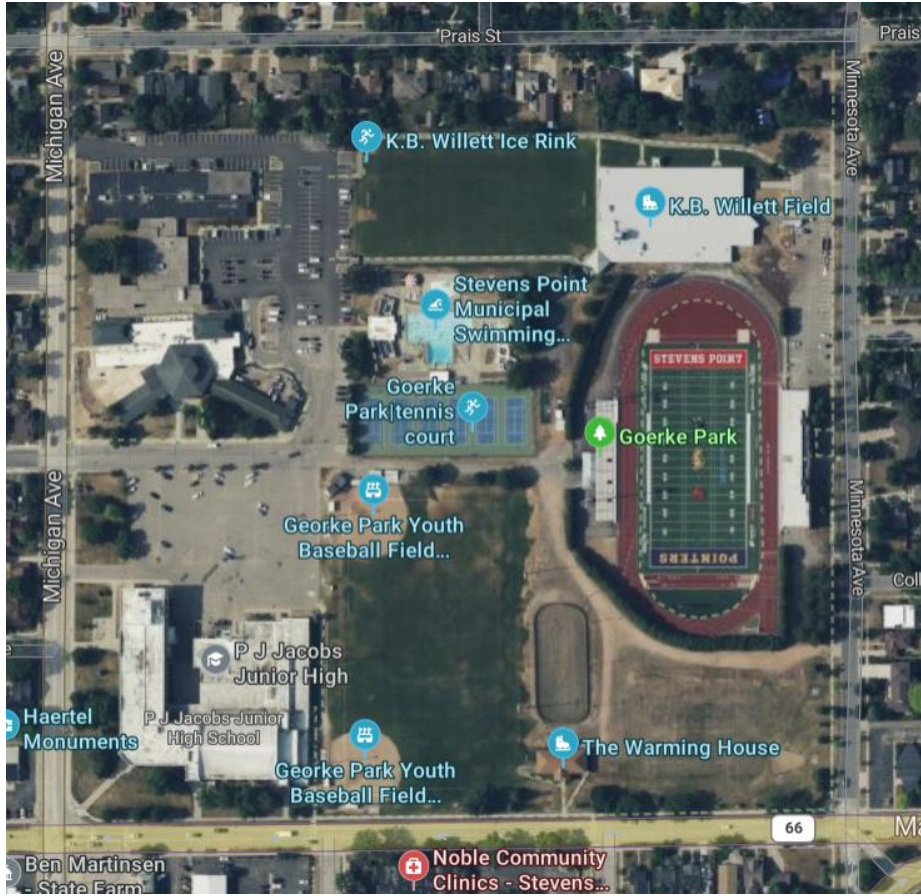 Prais St
Prais
Michigan Ave
Minnesota Ave
K.B. Willett Ice Rink
K.B. Willett Field
Stevens Point
Municipal
Swimming...
STEVENS POINT
Goerke
Park|tennis
court
Goerke Park
Michigan Ave
Georke Park Youth
Baseball Field...
Minnesota Ave
POINTERS
Coll
e
P J Jacobs
Junior High
P J Jacobs Junior
High School
Haertel
Monuments
The Warming House
Georke Park Youth
Baseball Field...
66
Ma
Ben Martinsen
- State Farm
Noble Community
Clinics - Stevens...